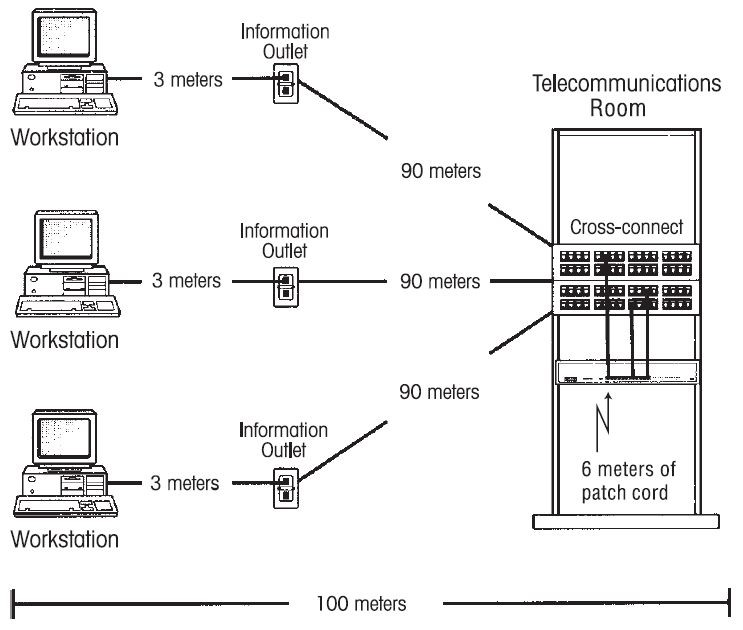 Information
Outlet
3 meters
Workstation
Telecommunications
Room
90 meters
Cross-connect
Information
Outlet
3 meters
90 meters
Workstation
90 meters
Information
Outlet
3 meters
Workstation
6 meters of
patch cord
100 meters